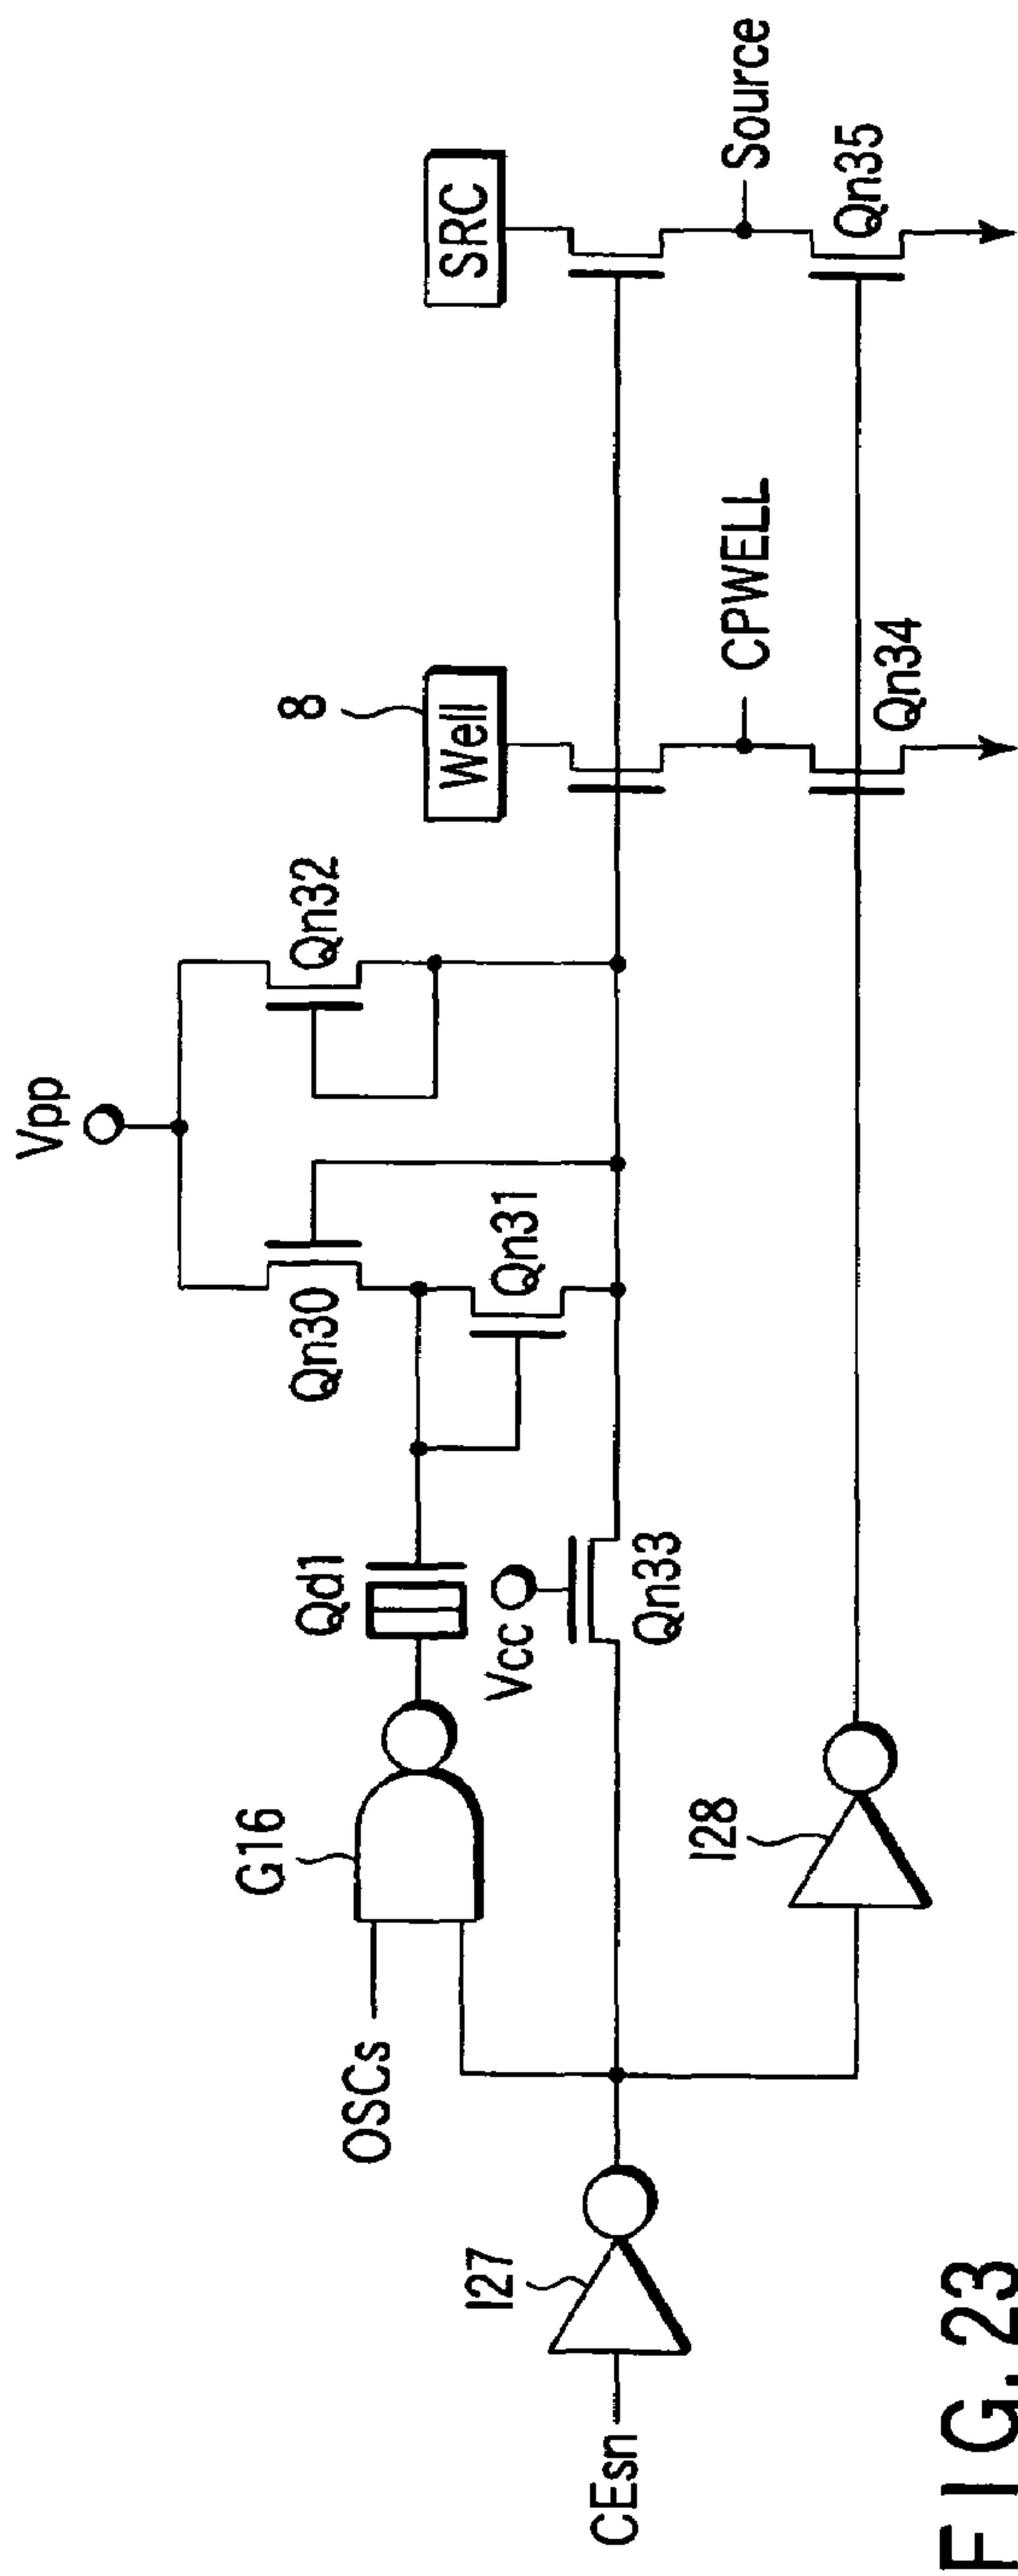 Vpp
Qn30
Qn32
8
Well
SRC
G16
Qd1
Qn31
OSCs
Vcc
Qn33
CPWELL
Source
I27
I28
Qn34
Qn35
CEsn
FIG. 23